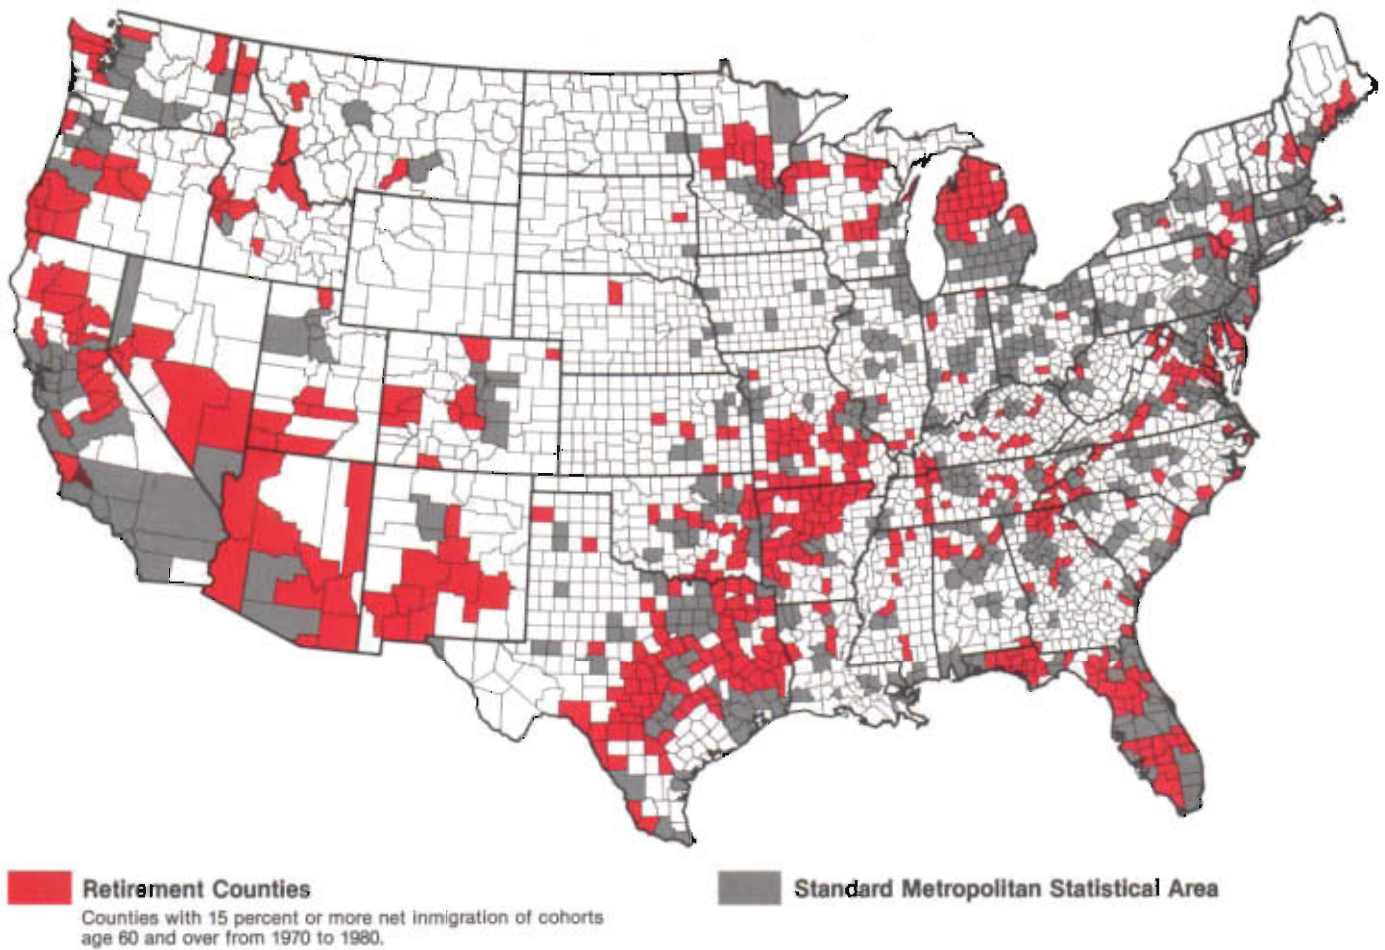 Retirement Counties
Counties with 15 percent or more net inmigration of cohorts
age 60 and over from 1970 to 1980.
Standard Metropolitan Statistical Area